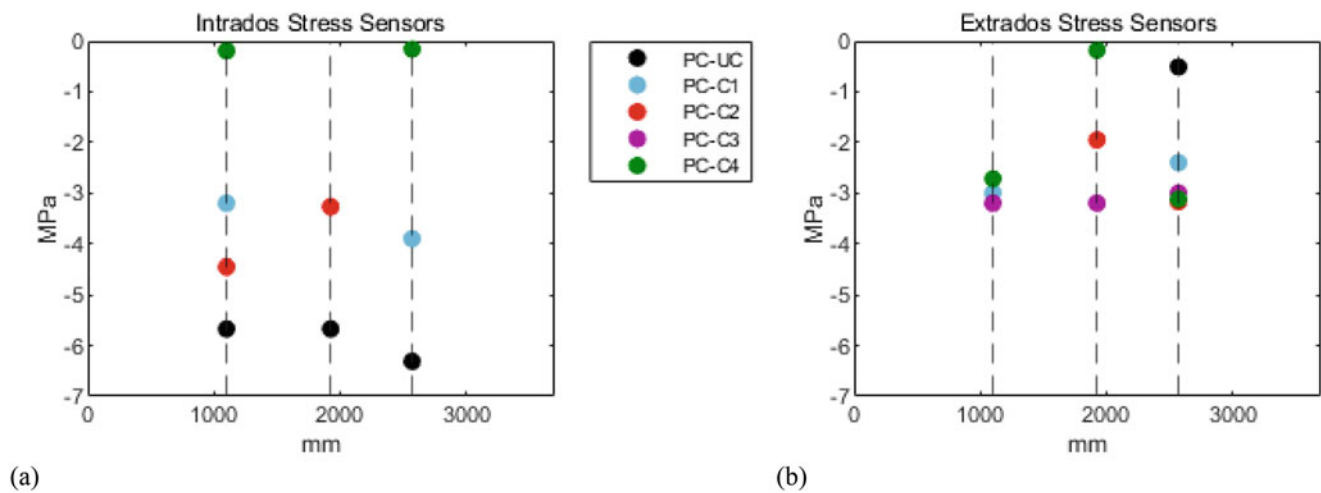 Intrados Stress Sensors
0
-1
-2
-3
-4
-5
-6
-7
MPa
0 1000 2000 3000
mm
(a)
PC-UC
PC-C1
PC-C2
PC-C3
PC-C4
Extrados Stress Sensors
0
-1
-2
-3
-4
-5
-6
-7
MPa
0 1000 2000 3000
mm
(b)